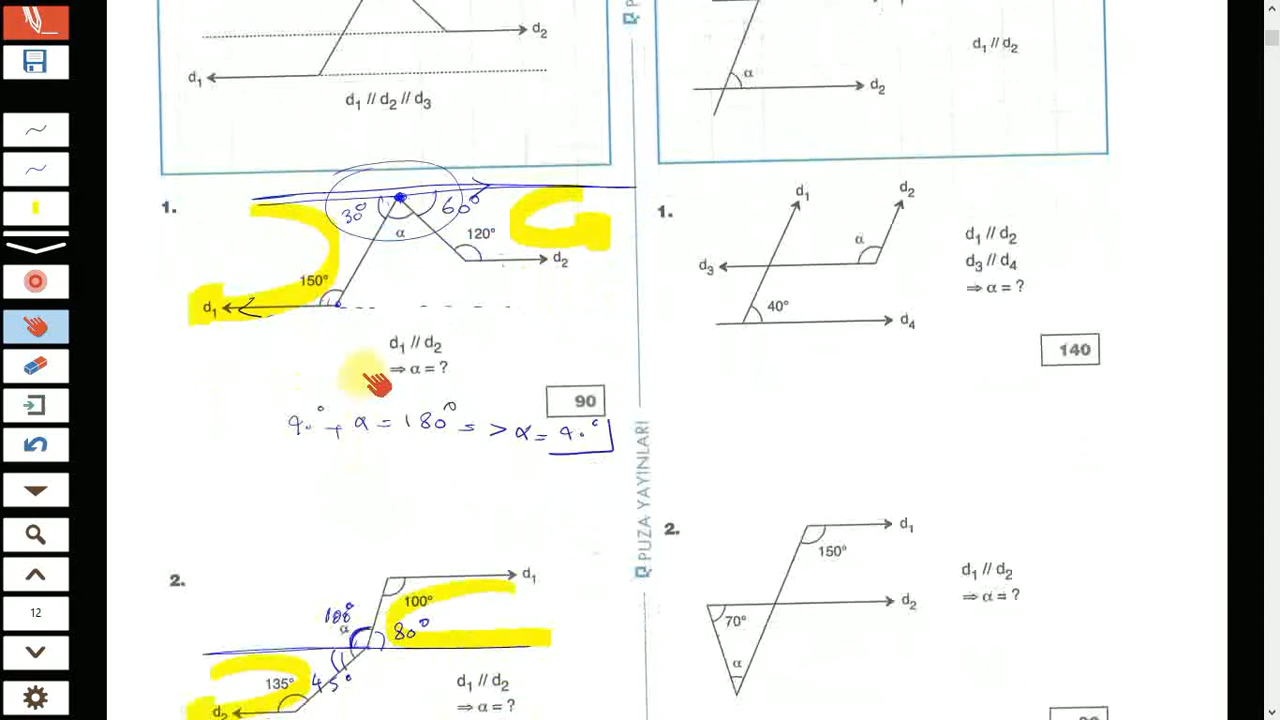 d₂
d₁
d₁ // d₂ // d₃
1.
30°
60°
α
120°
150°
d₂
d₁
d₁ // d₂
⇒ α = ?
90
90° + α = 180° => α = 90°
2.
d₁
100°
100°
α
80°
135°
45°
d₂
d₁ // d₂
⇒ α = ?
PUZA YAYINLARI
α
d₂
d₁ // d₂
1.
d₁
d₂
α
d₃
40°
d₄
d₁ // d₂
d₃ // d₄
⇒ α = ?
140
2.
d₁
150°
d₂
70°
α
d₁ // d₂
⇒ α = ?
12